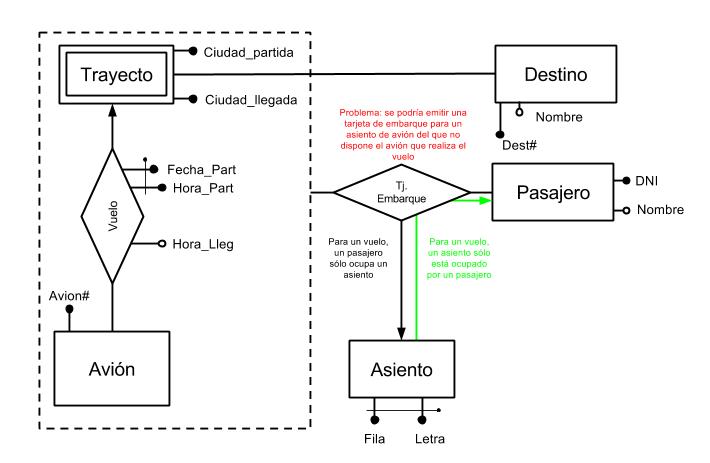 Ciudad_partida
Trayecto
Destino
Ciudad_llegada
Problema: se podría emitir una
tarjeta de embarque para un
asiento de avión del que no
dispone el avión que realiza el
vuelo
Nombre
Dest#
Fecha_Part
Hora_Part
Tj.
Embarque
Pasajero
DNI
Nombre
Vuelo
Hora_Lleg
Para un vuelo,
un pasajero
sólo ocupa un
asiento
Para un vuelo,
un asiento sólo
está ocupado
por un pasajero
Avion#
Avión
Asiento
Fila
Letra